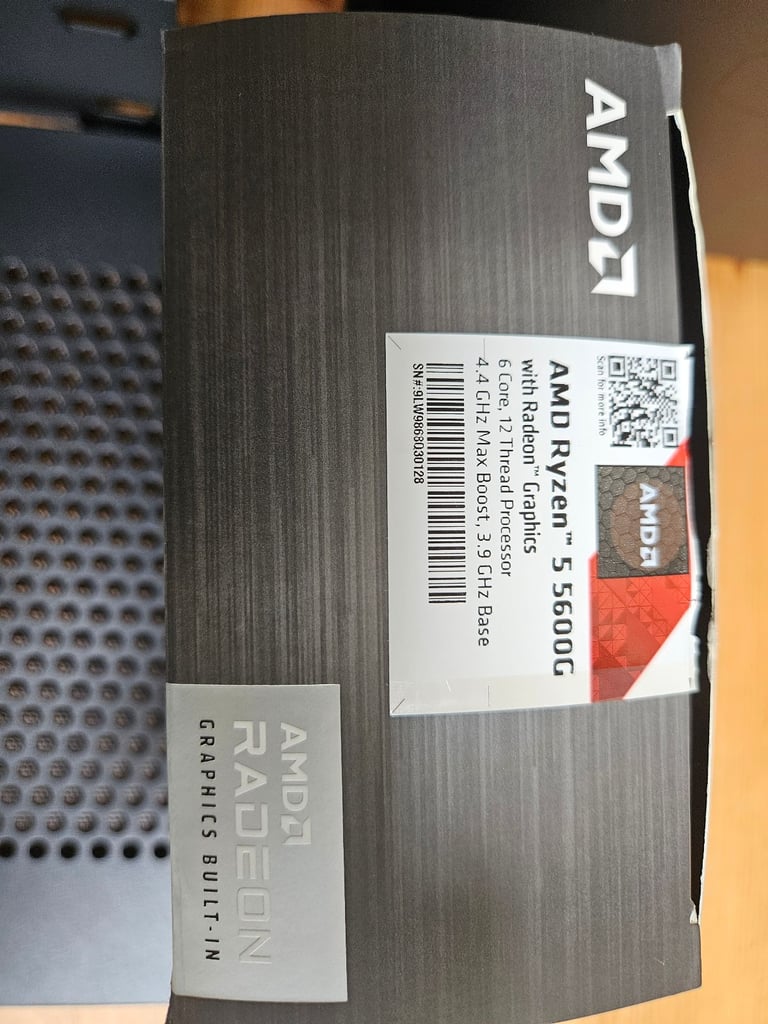 AMD
Scan for more info
AMD
AMD Ryzen™ 5 5600G
with Radeon™ Graphics
6 Core, 12 Thread Processor
4.4 GHz Max Boost, 3.9 GHz Base
SN#:9LW9868030128
AMD
RADEON
GRAPHICS BUILT-IN